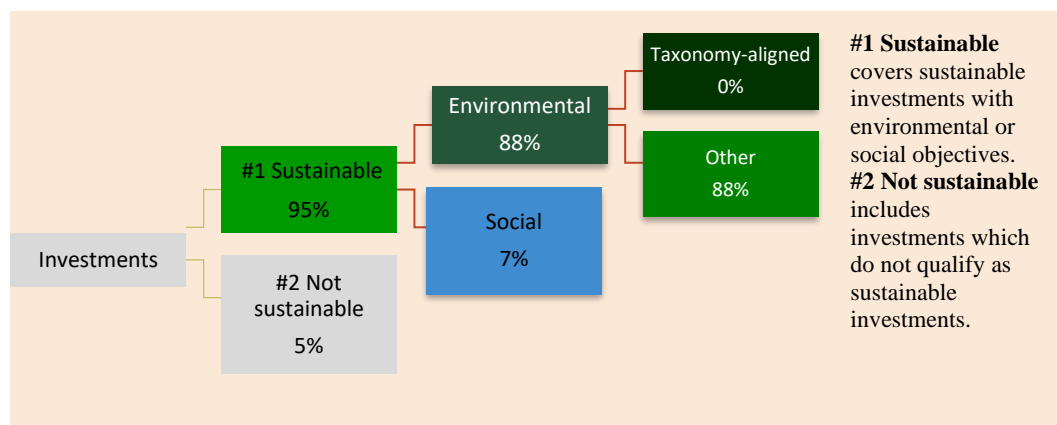 Investments
#1 Sustainable
95%
#2 Not
sustainable
5%
Environmental
88%
Social
7%
Taxonomy-aligned
0%
Other
88%
#1 Sustainable
covers sustainable
investments with
environmental or
social objectives.
#2 Not sustainable
includes
investments which
do not qualify as
sustainable
investments.